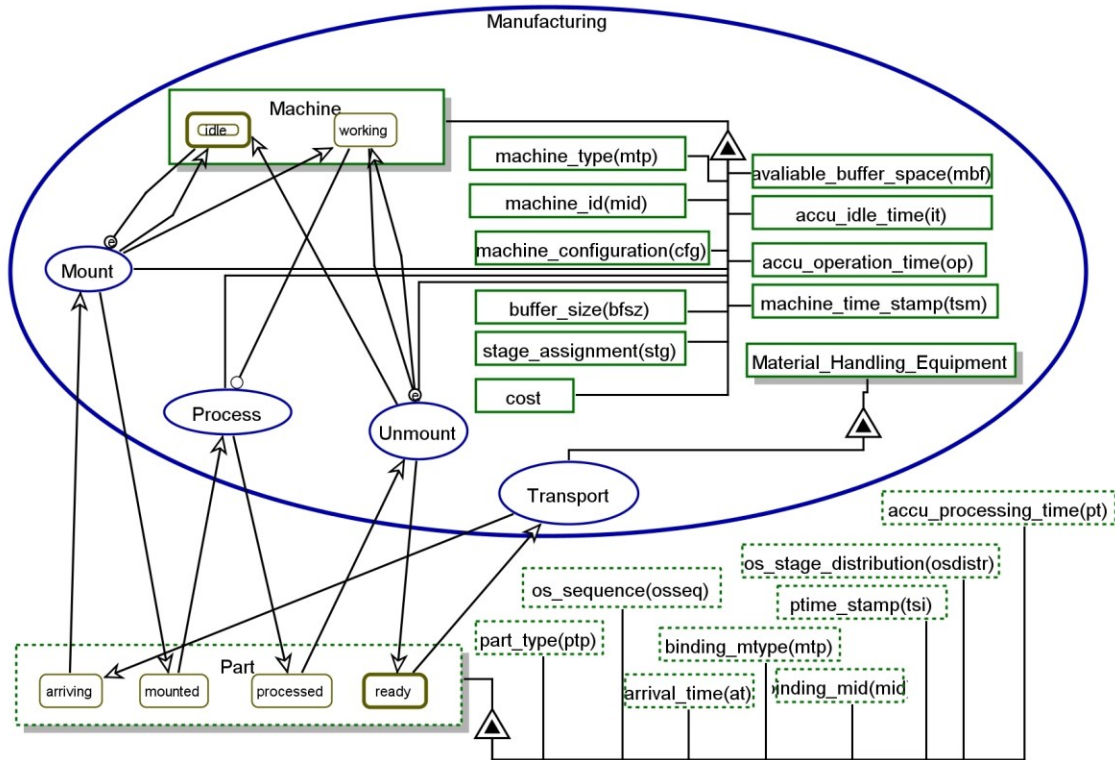 Manufacturing
Machine
idle
working
machine_type(mtp)
avaliable_buffer_space(mbf)
machine_id(mid)
accu_idle_time(it)
e
machine_configuration(cfg)
accu_operation_time(op)
Mount
buffer_size(bfsz)
machine_time_stamp(tsm)
stage_assignment(stg)
Material_Handling_Equipment
cost
e
Process
Unmount
Transport
accu_processing_time(pt)
os_stage_distribution(osdistr)
os_sequence(osseq)
ptime_stamp(tsi)
part_type(ptp)
binding_mtype(mtp)
Part
arriving
mounted
processed
ready
arrival_time(at)
inding_mid(mid